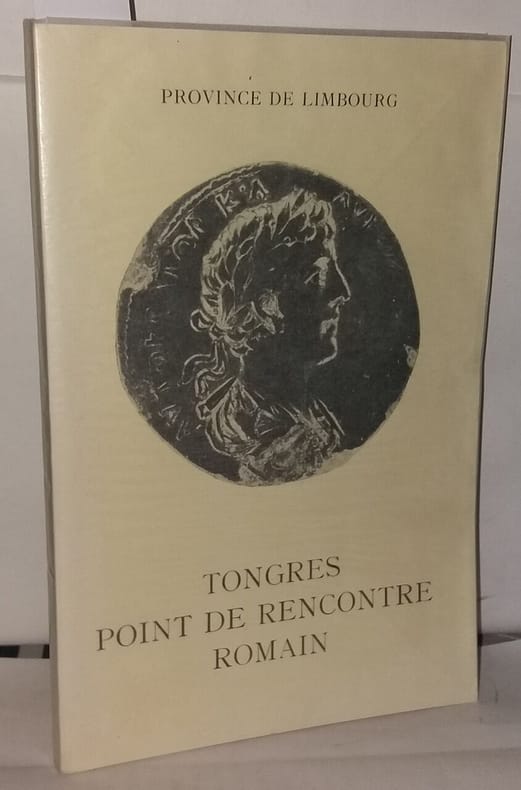 PROVINCE DE LIMBOURG
TONGRES
POINT DE RENCONTRE
ROMAIN